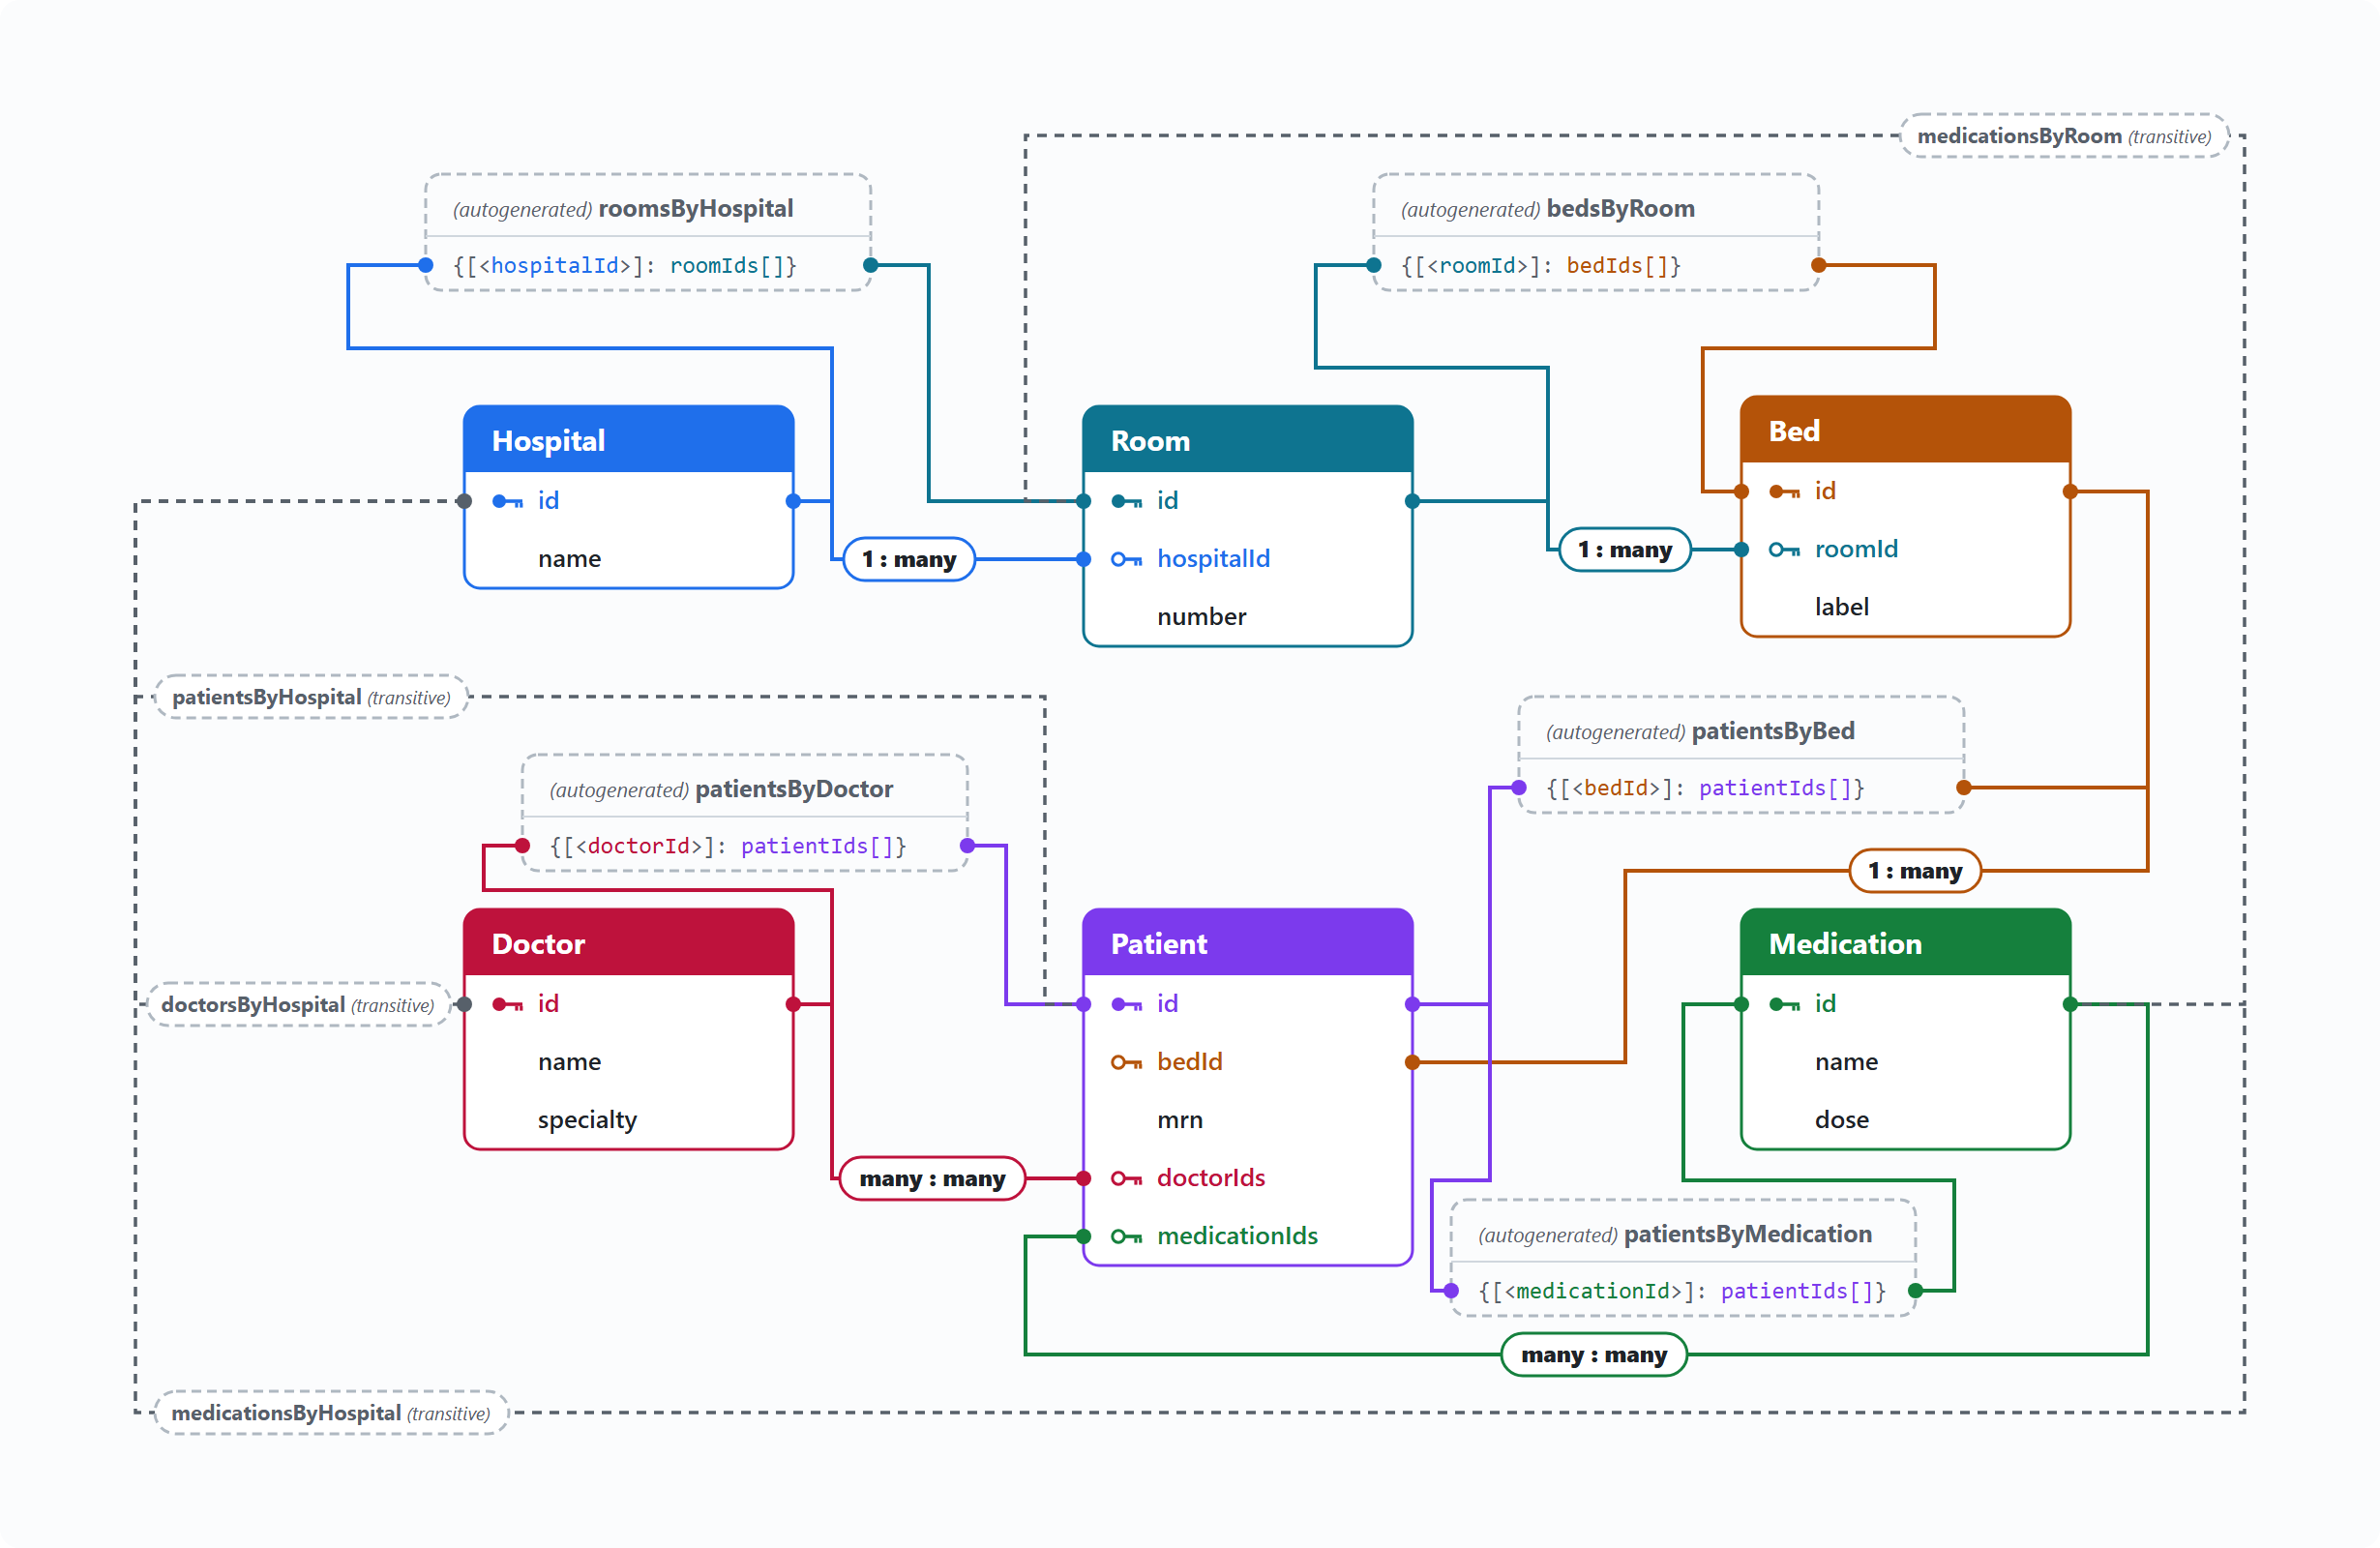 medicationsByRoom (transitive)
(autogenerated) roomsByHospital
{[<hospitalId>]: roomIds[]}
(autogenerated) bedsByRoom
{[<roomId>]: bedIds[]}
Hospital
id
name
1 : many
Room
id
hospitalId
number
1 : many
Bed
id
roomId
label
patientsByHospital (transitive)
(autogenerated) patientsByDoctor
{[<doctorId>]: patientIds[]}
(autogenerated) patientsByBed
{[<bedId>]: patientIds[]}
1 : many
doctorsByHospital (transitive)
Doctor
id
name
specialty
many : many
Patient
id
bedId
mrn
doctorIds
medicationIds
Medication
id
name
dose
(autogenerated) patientsByMedication
{[<medicationId>]: patientIds[]}
many : many
medicationsByHospital (transitive)